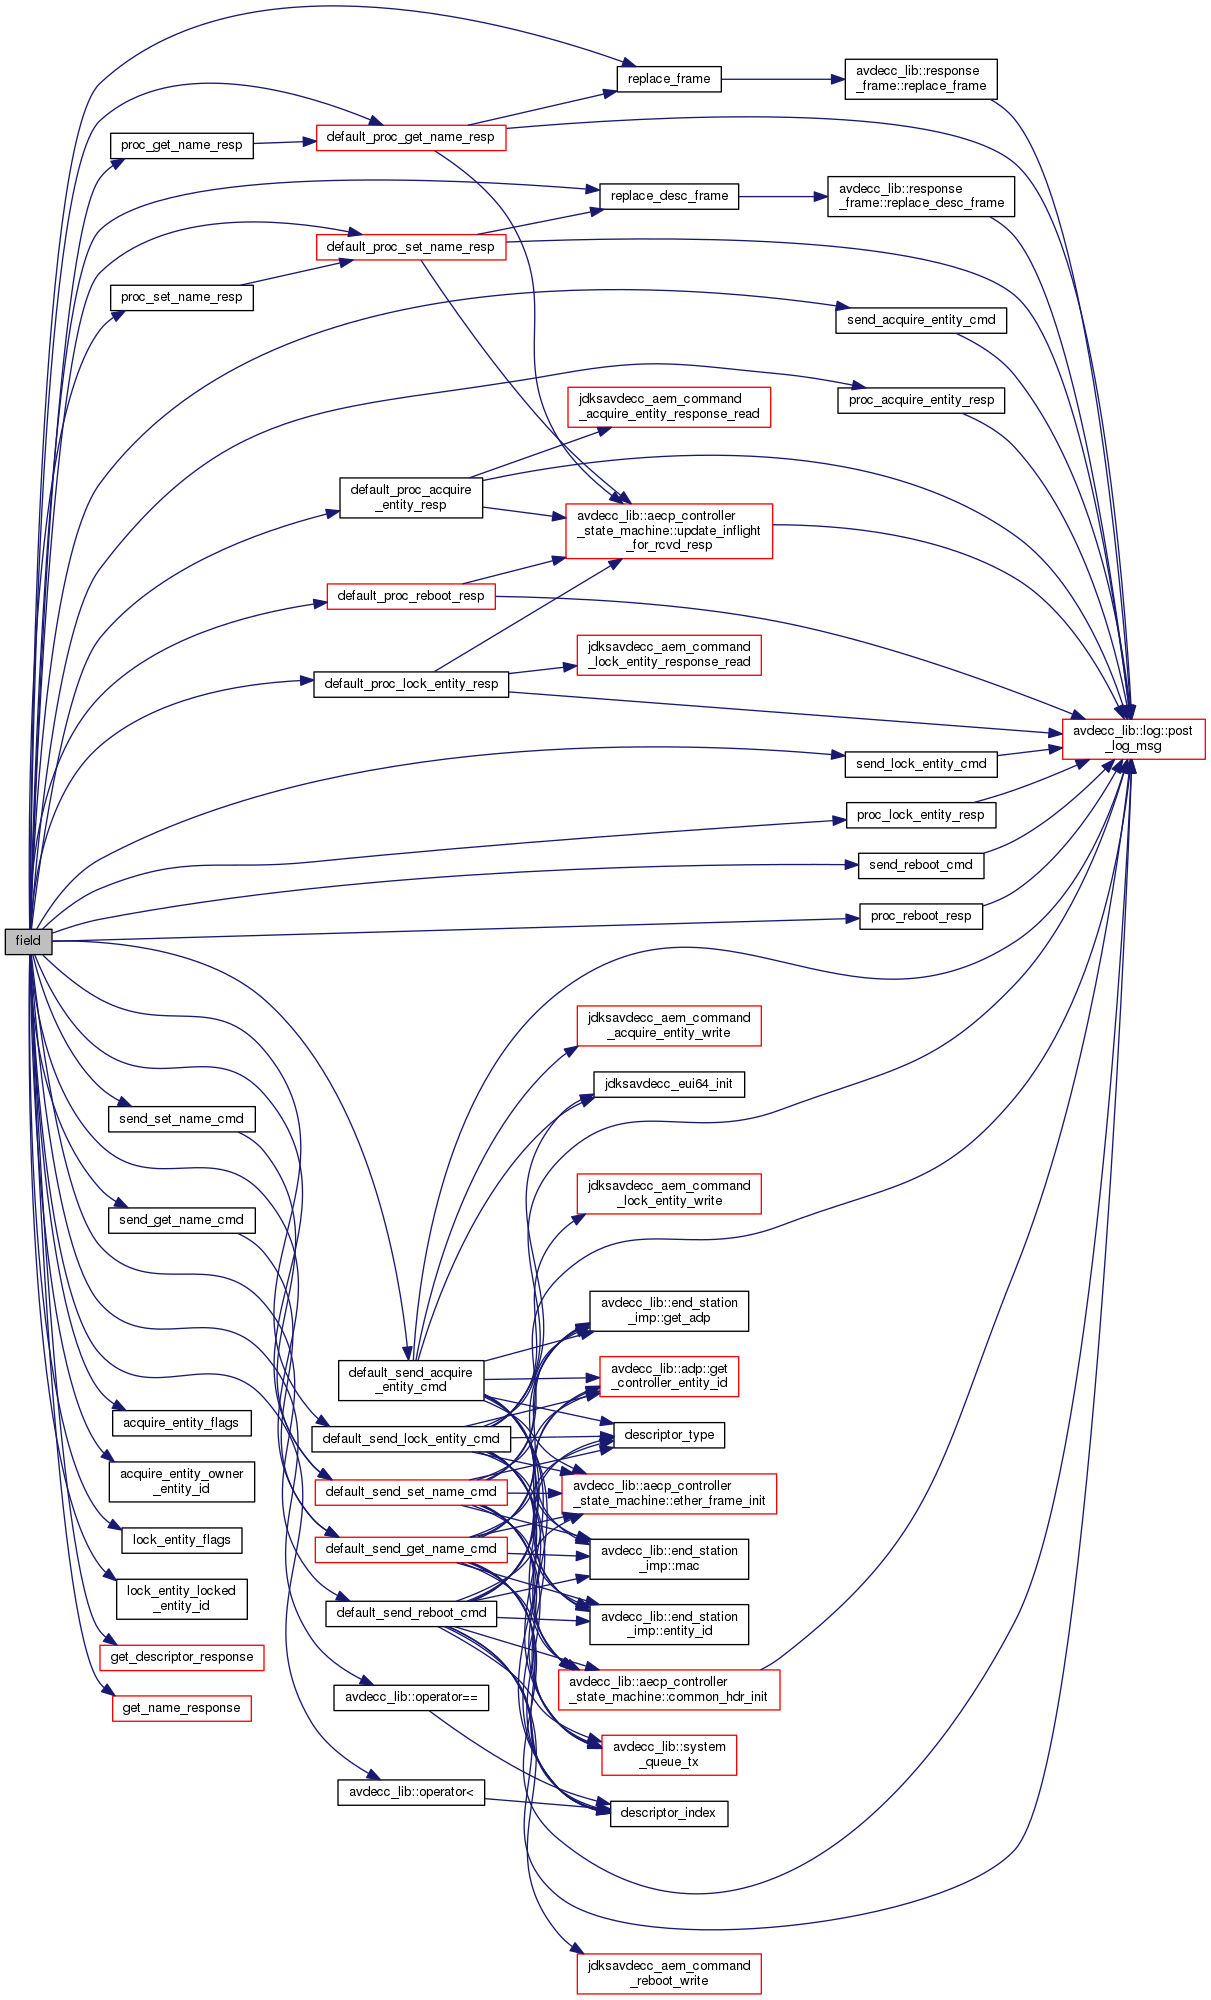 replace_frame
avdecc_lib::response
_frame::replace_frame
default_proc_get_name_resp
proc_get_name_resp
replace_desc_frame
avdecc_lib::response
_frame::replace_desc_frame
default_proc_set_name_resp
proc_set_name_resp
send_acquire_entity_cmd
proc_acquire_entity_resp
jdksavdecc_aem_command
_acquire_entity_response_read
default_proc_acquire
_entity_resp
avdecc_lib::aecp_controller
_state_machine::update_inflight
_for_rcvd_resp
default_proc_reboot_resp
jdksavdecc_aem_command
_lock_entity_response_read
default_proc_lock_entity_resp
avdecc_lib::log::post
_log_msg
send_lock_entity_cmd
proc_lock_entity_resp
send_reboot_cmd
proc_reboot_resp
field
jdksavdecc_aem_command
_acquire_entity_write
jdksavdecc_eui64_init
send_set_name_cmd
jdksavdecc_aem_command
_lock_entity_write
send_get_name_cmd
avdecc_lib::end_station
_imp::get_adp
default_send_acquire
_entity_cmd
avdecc_lib::adp::get
_controller_entity_id
acquire_entity_flags
default_send_lock_entity_cmd
descriptor_type
acquire_entity_owner
_entity_id
default_send_set_name_cmd
avdecc_lib::aecp_controller
_state_machine::ether_frame_init
lock_entity_flags
default_send_get_name_cmd
avdecc_lib::end_station
_imp::mac
lock_entity_locked
_entity_id
default_send_reboot_cmd
avdecc_lib::end_station
_imp::entity_id
get_descriptor_response
avdecc_lib::aecp_controller
_state_machine::common_hdr_init
get_name_response
avdecc_lib::operator==
avdecc_lib::system
_queue_tx
avdecc_lib::operator<
descriptor_index
jdksavdecc_aem_command
_reboot_write